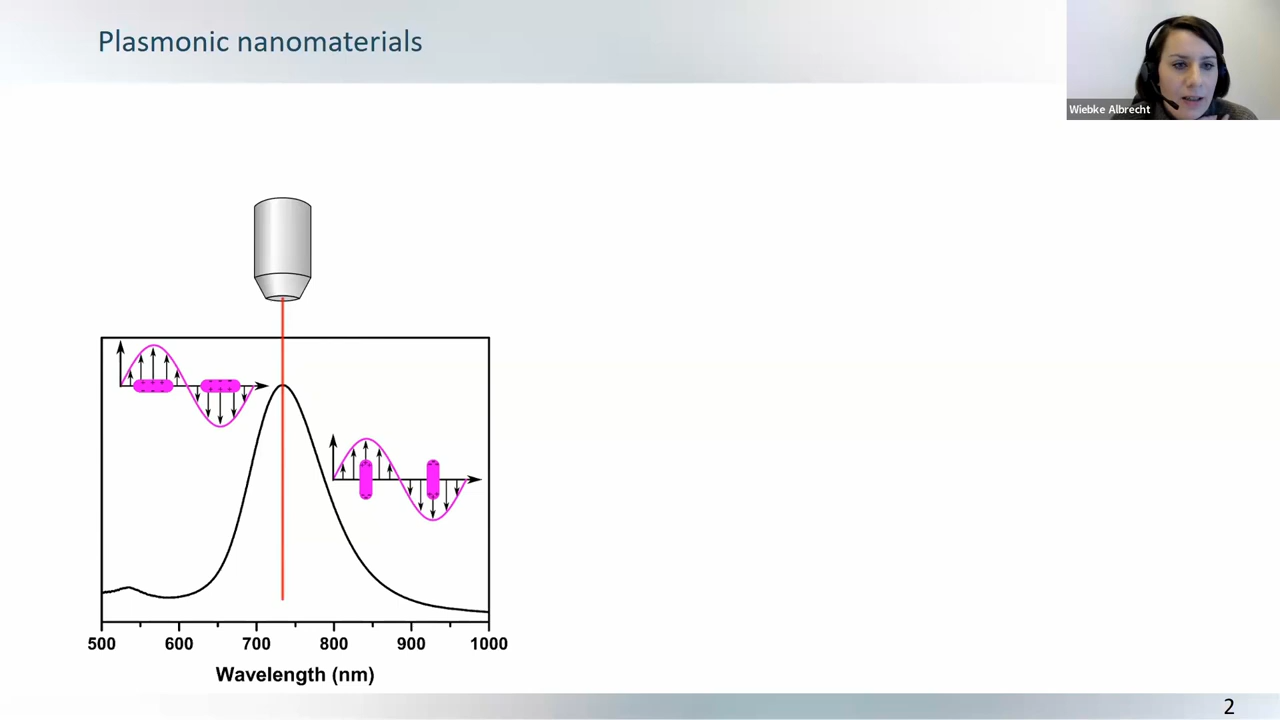 Plasmonic nanomaterials
Wiebke Albrecht
500 600 700 800 900 1000
Wavelength (nm)
2